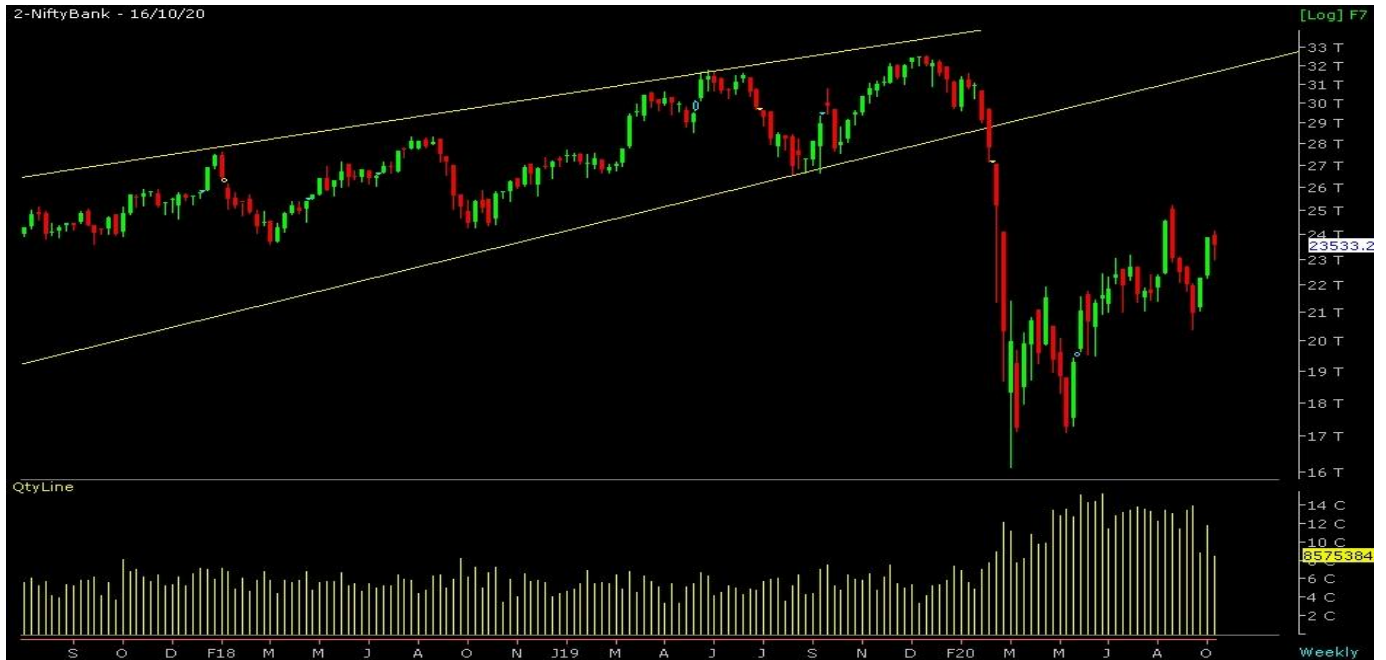 2-NiftyBank - 16/10/20
[Log] F7
33 T
32 T
31 T
30 T
29 T
28 T
27 T
26 T
25 T
24 T
23533.2
23 T
22 T
21 T
20 T
19 T
18 T
17 T
16 T
QtyLine
14 C
12 C
10 C
8575384
6 C
4 C
2 C
S O D F18 M M J A O N J19 M A J J S N D F20 M M J A O
Weekly